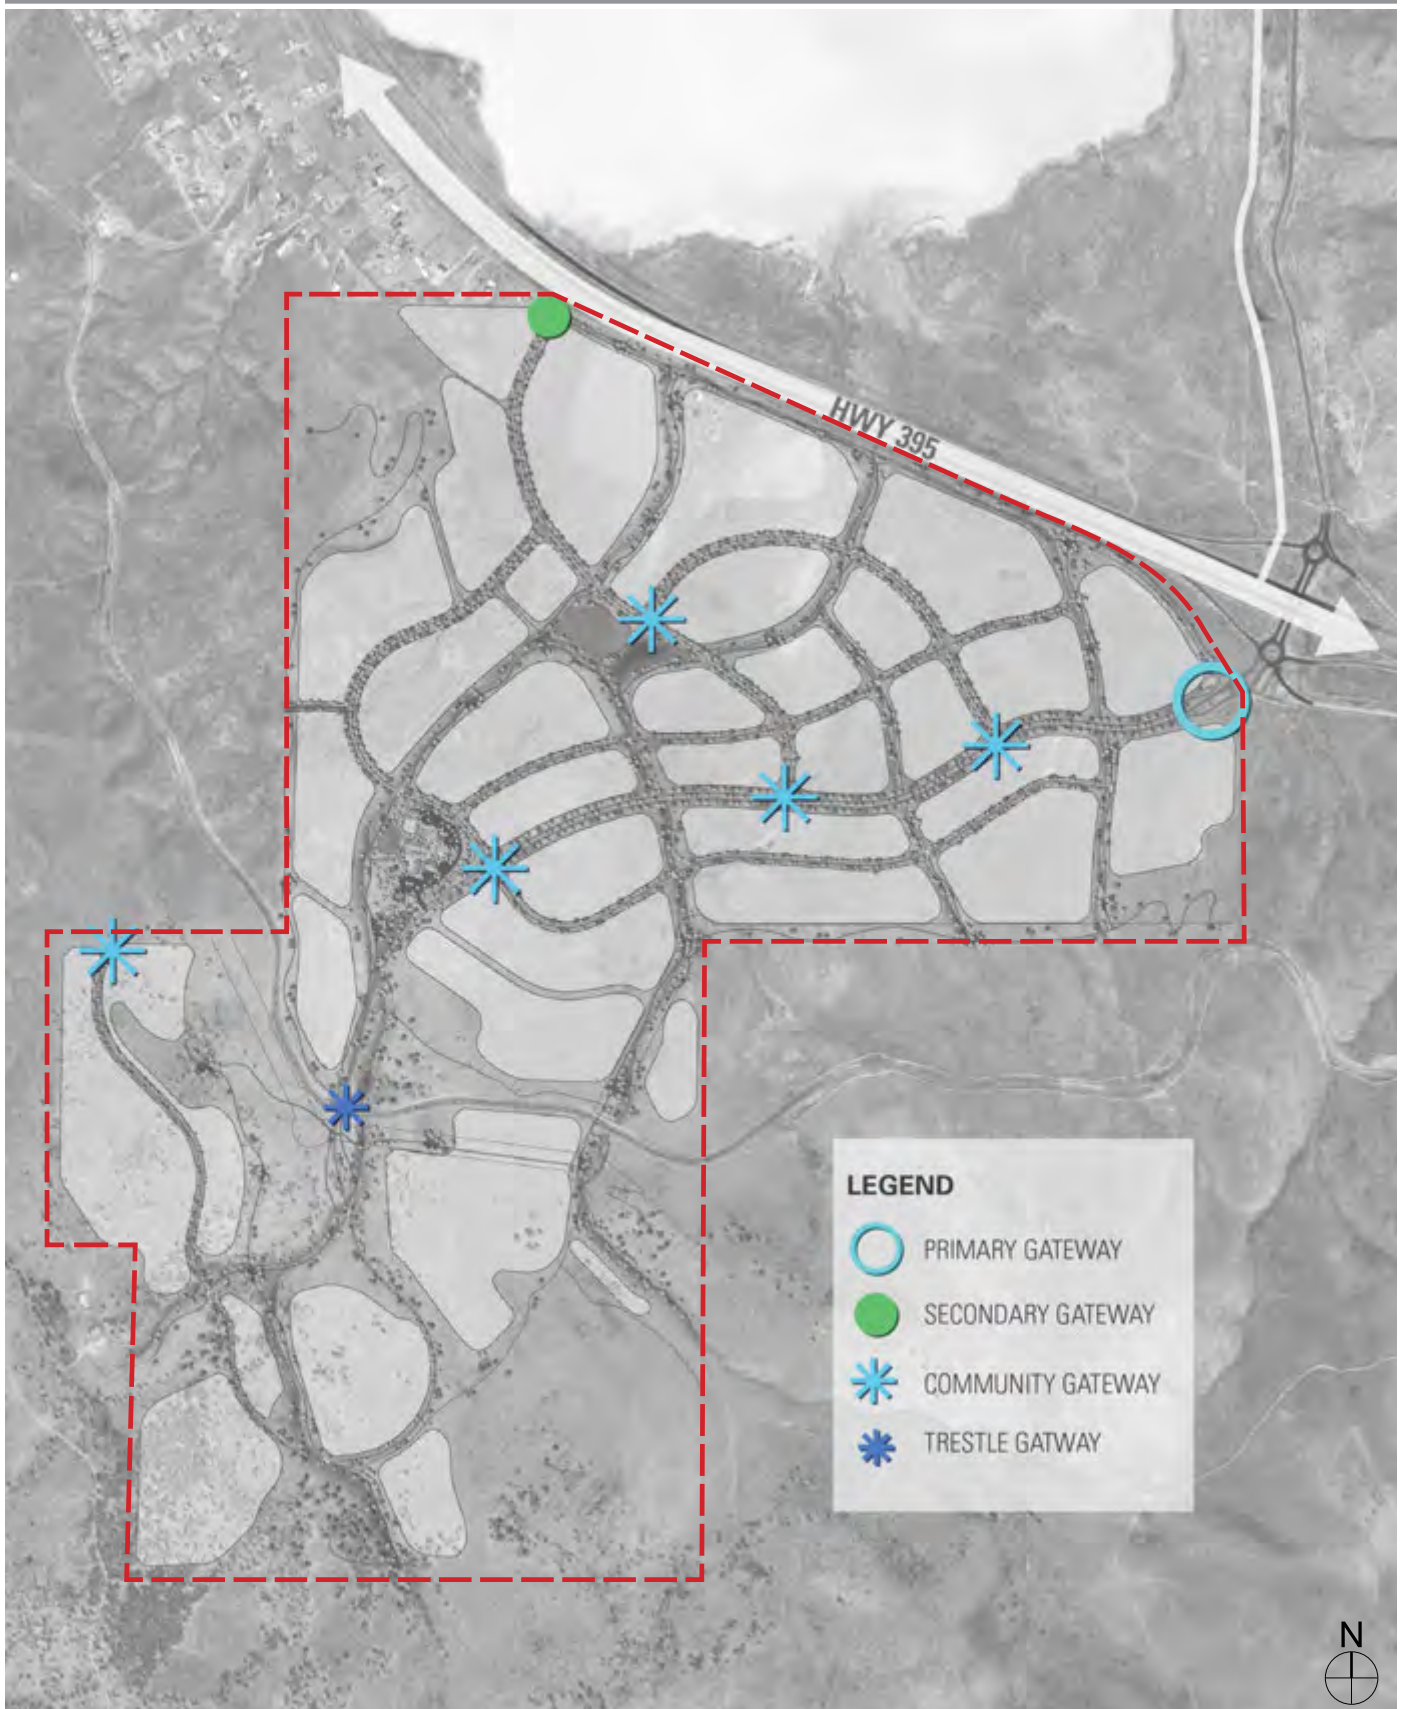 HWY 395
LEGEND
PRIMARY GATEWAY
SECONDARY GATEWAY
COMMUNITY GATEWAY
TRESTLE GATWAY
N